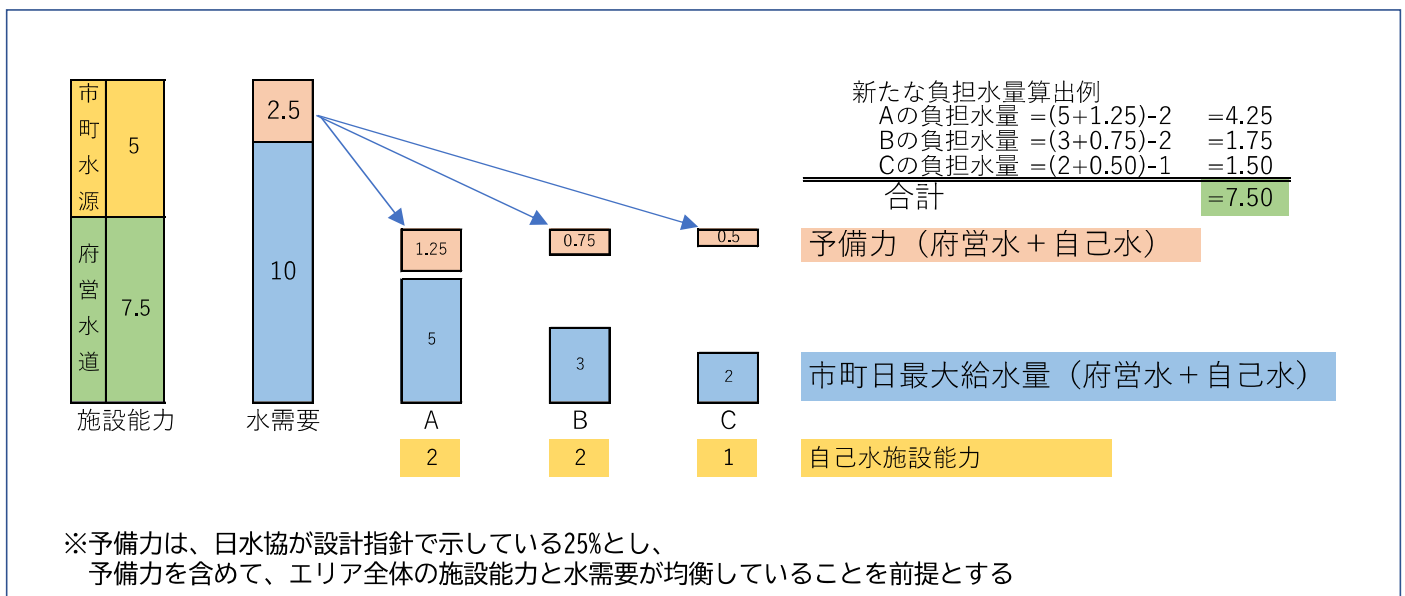 新たな負担水量算出例
Aの負担水量 =(5+1.25)-2 =4.25
Bの負担水量 =(3+0.75)-2 =1.75
Cの負担水量 =(2+0.50)-1 =1.50
合計 =7.50
市町水源
5
府営水道
7.5
施設能力
2.5
10
水需要
1.25
0.75
0.5
予備力（府営水＋自己水）
5
3
2
市町日最大給水量（府営水＋自己水）
A
B
C
2
2
1
自己水施設能力
※予備力は、日水協が設計指針で示している25%とし、
予備力を含めて、エリア全体の施設能力と水需要が均衡していることを前提とする